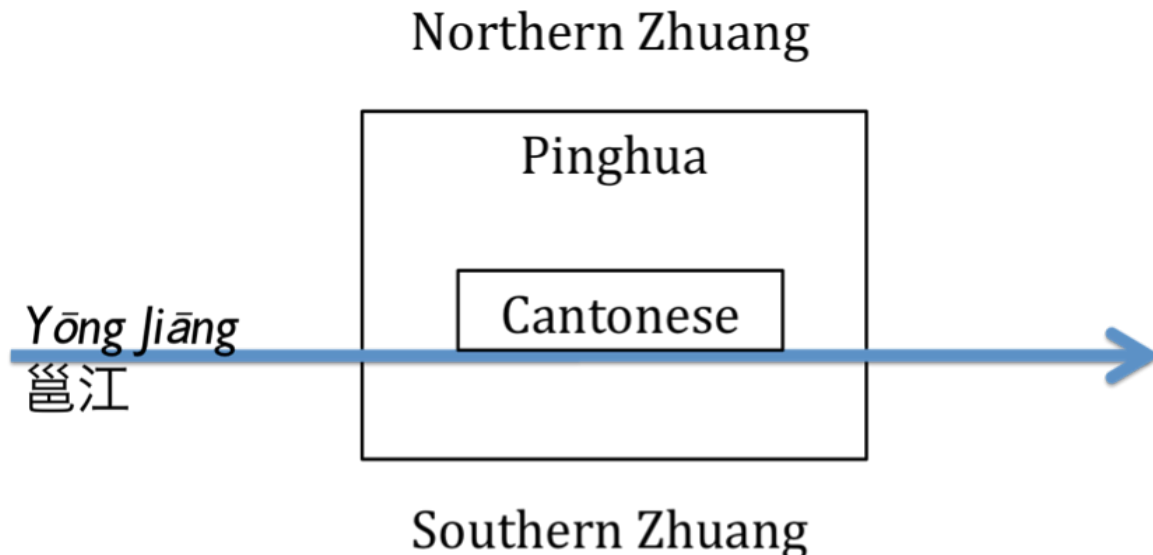 Northern Zhuang
Pinghua
Cantonese
Yōng Jiāng
邕江
Southern Zhuang